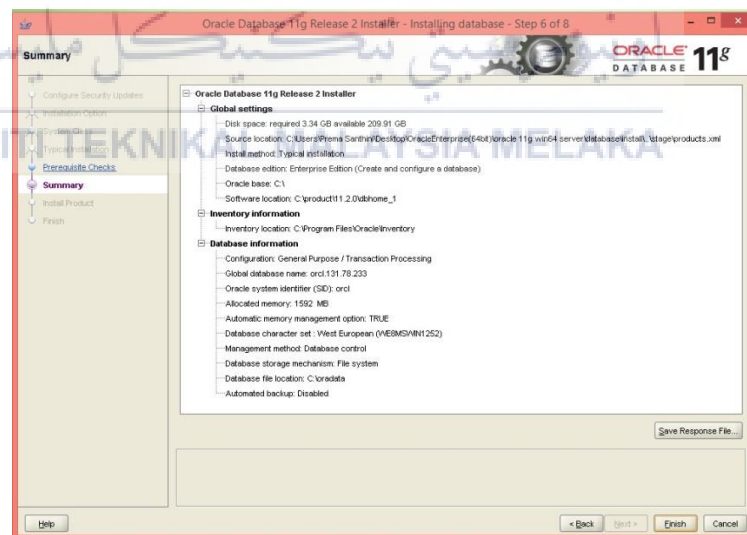 Oracle Database 11g Release 2 Installer - Installing database - Step 6 of 8
Summary
ORACLE 11g
DATABASE
Configure Security Updates
Installation Option
System Class
Typical Installation
Prerequisite Checks
Summary
Install Product
Finish
Oracle Database 11g Release 2 Installer
Global settings
Disk space: required 3.34 GB available 209.91 GB
Source location: C:\Users\Prema Santhin\Desktop\OracleEnterprise(64bit)\oracle 11g win64 server\database\install\..\stage\products.xml
Install method: Typical installation
Database edition: Enterprise Edition (Create and configure a database)
Oracle base: C:\
Software location: C:\product\11.2.0\dbhome_1
Inventory information
Inventory location: C:\Program Files\Oracle\Inventory
Database information
Configuration: General Purpose / Transaction Processing
Global database name: orcl.131.78.233
Oracle system identifier (SID): orcl
Allocated memory: 1592 MB
Automatic memory management option: TRUE
Database character set : West European (WE8MSWIN1252)
Management method: Database control
Database storage mechanism: File system
Database file location: C:\oradata
Automated backup: Disabled
Save Response File...
Help
< Back
Next >
Finish
Cancel
TEKNIKAL MALAYSIA MELAKA